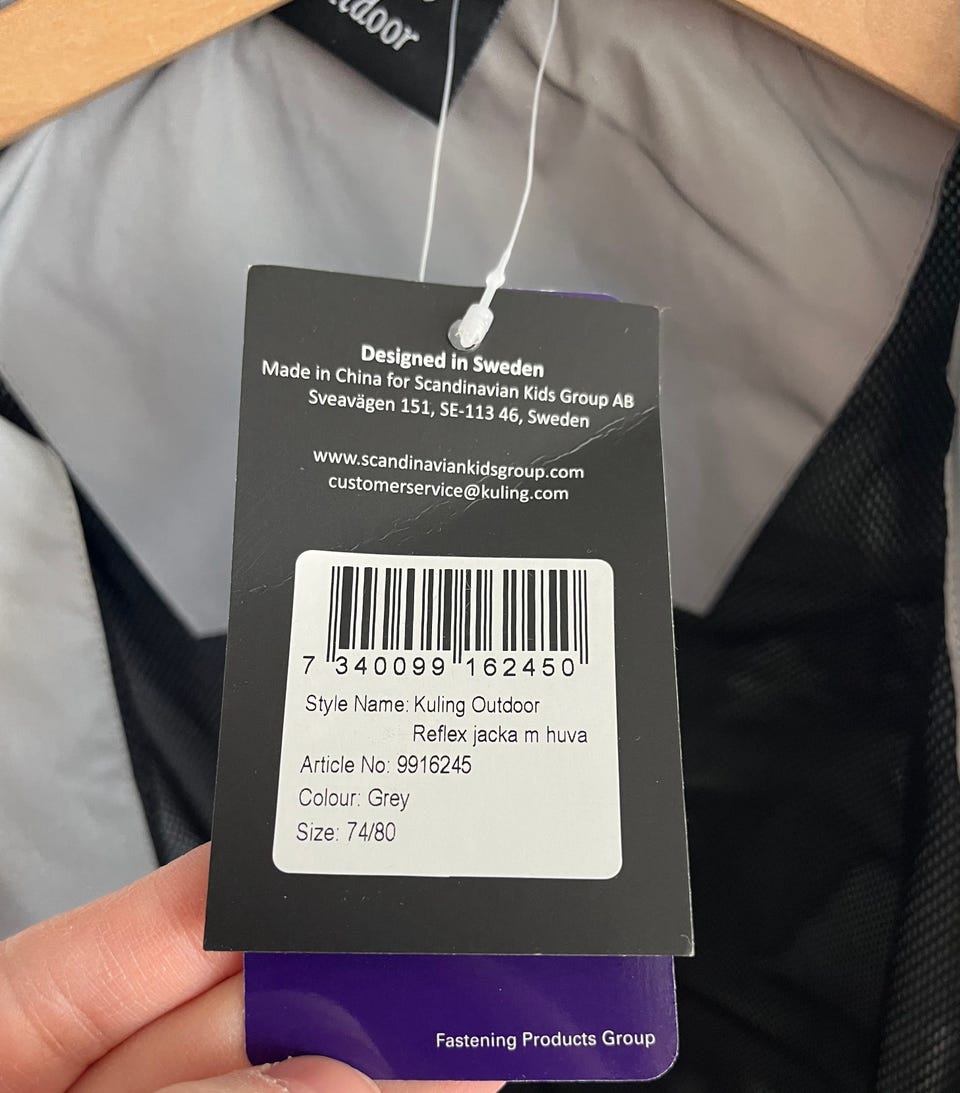 Designed in Sweden
Made in China for Scandinavian Kids Group AB
Sveavägen 151, SE-113 46, Sweden
www.scandinaviankidsgroup.com
customerservice@kuling.com
7 340099 162450
Style Name: Kuling Outdoor
Reflex jacka m huva
Article No: 9916245
Colour: Grey
Size: 74/80
Fastening Products Group